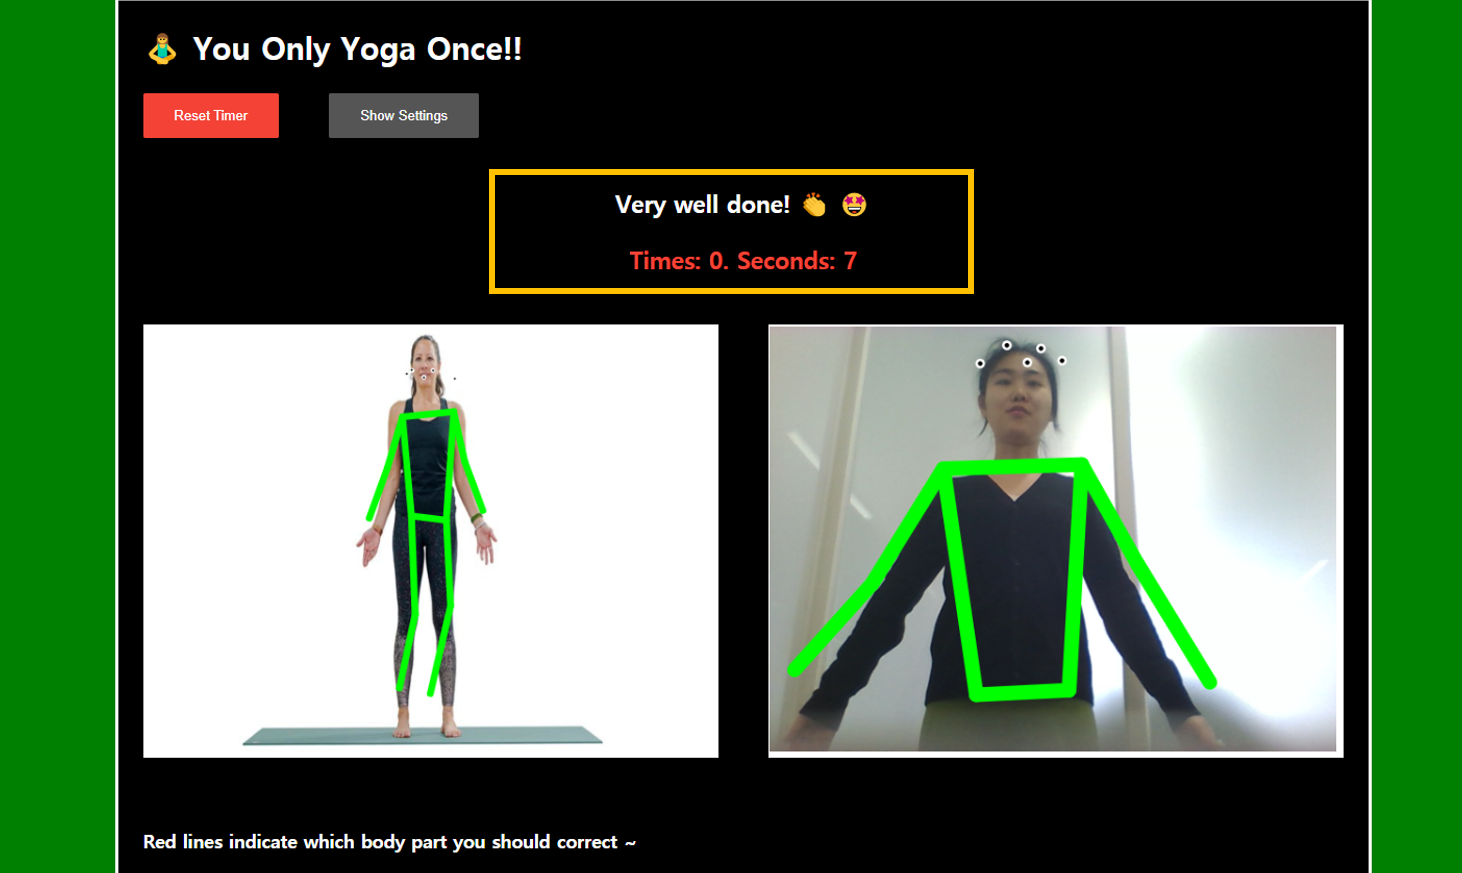 You Only Yoga Once!!
Reset Timer
Show Settings
Very well done!
Times: 0. Seconds: 7
Red lines indicate which body part you should correct ~